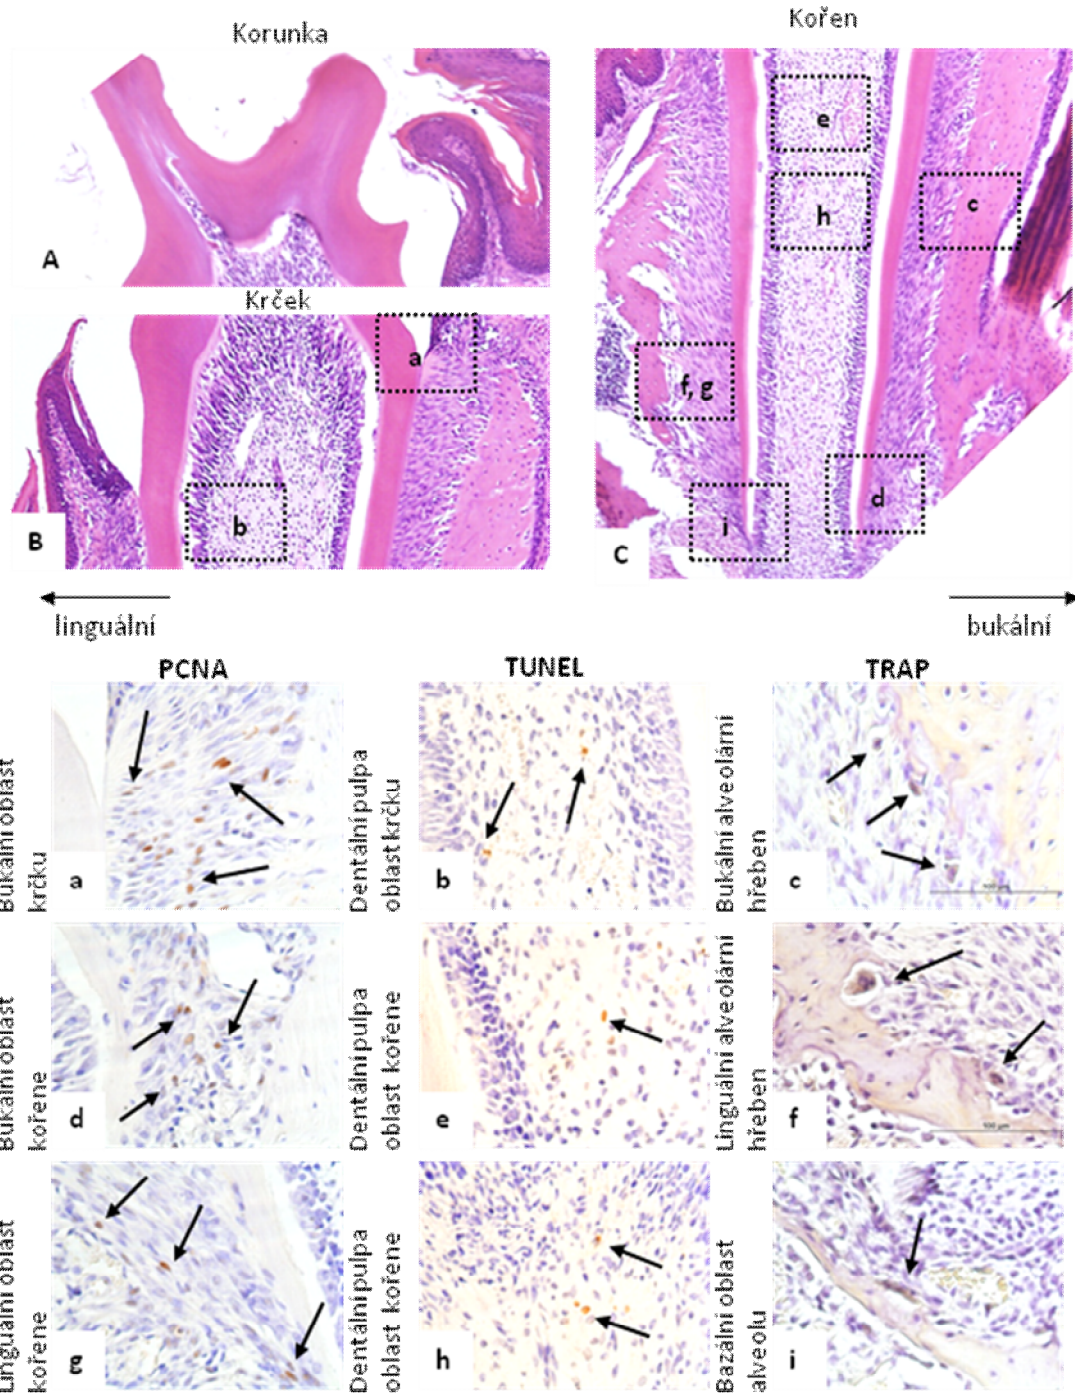 Korunka
Kořen
A
e
h
c
Krček
a
f, g
b
d
i
B
C
linguální
bukální
PCNA
TUNEL
TRAP
Bukální oblast
krčku
a
Dentální pulpa
oblast krčku
b
Bukální alveolární
hřeben
c
Bukální oblast
kořene
d
Dentální pulpa
oblast kořene
e
Linguální alveolární
hřeben
f
100 µm
Linguální oblast
kořene
g
Dentální pulpa
oblast kořene
h
Bazální oblast
alveolu
i